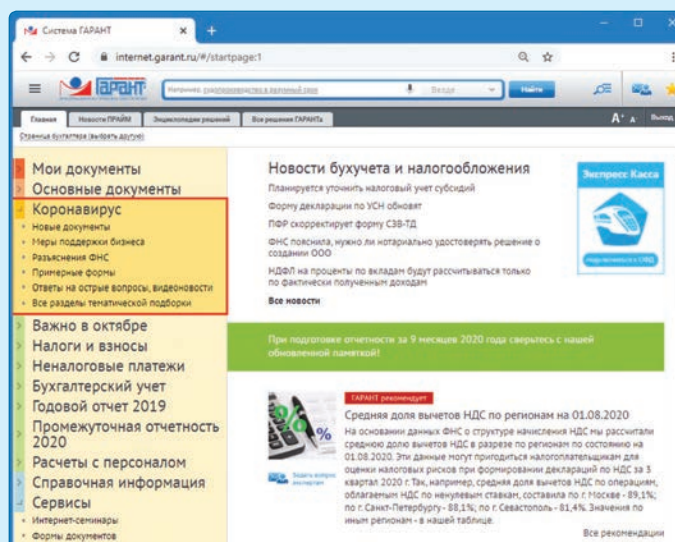 Система ГАРАНТ
internet.garant.ru/#/startpage:1
ГАРАНТ
Например, судопроизводство в разумный срок
Везде
Найти
Главная
Новости ПРАЙМ
Энциклопедия решений
Все решения ГАРАНТа
А+ А-
Выход
Страница бухгалтера (выбрать другую)
Мои документы
Основные документы
Коронавирус
Новые документы
Меры поддержки бизнеса
Разъяснения ФНС
Примерные формы
Ответы на острые вопросы, видеоновости
Все разделы тематической подборки
Важно в октябре
Налоги и взносы
Неналоговые платежи
Бухгалтерский учет
Годовой отчет 2019
Промежуточная отчетность
2020
Расчеты с персоналом
Справочная информация
Сервисы
Интернет-семинары
Формы документов
Новости бухучета и налогообложения
Планируется уточнить налоговый учет субсидий
Форму декларации по УСН обновят
ПФР скорректирует форму СЗВ-ТД
ФНС пояснила, нужно ли нотариально удостоверять решение о
создании ООО
НДФЛ на проценты по вкладам будут рассчитываться только
по фактически полученным доходам
Все новости
Экспресс Касса
При подготовке отчетности за 9 месяцев 2020 года сверьтесь с нашей
обновленной памяткой!
Задать вопрос
экспертам
ГАРАНТ рекомендует
Средняя доля вычетов НДС по регионам на 01.08.2020
На основании данных ФНС о структуре начисления НДС мы рассчитали
среднюю долю вычетов НДС в разрезе по регионам по состоянию на
01.08.2020. Эти данные могут пригодиться налогоплательщикам для
оценки налоговых рисков при формировании деклараций по НДС за 3
квартал 2020 г. Так, например, средняя доля вычетов НДС по операциям,
облагаемым НДС по ненулевым ставкам, составила по г. Москве - 89,1%;
по г. Санкт-Петербургу - 88,1%; по г. Севастополь - 81,4%. Значения по
иным регионам - в нашей таблице.
Все рекомендации